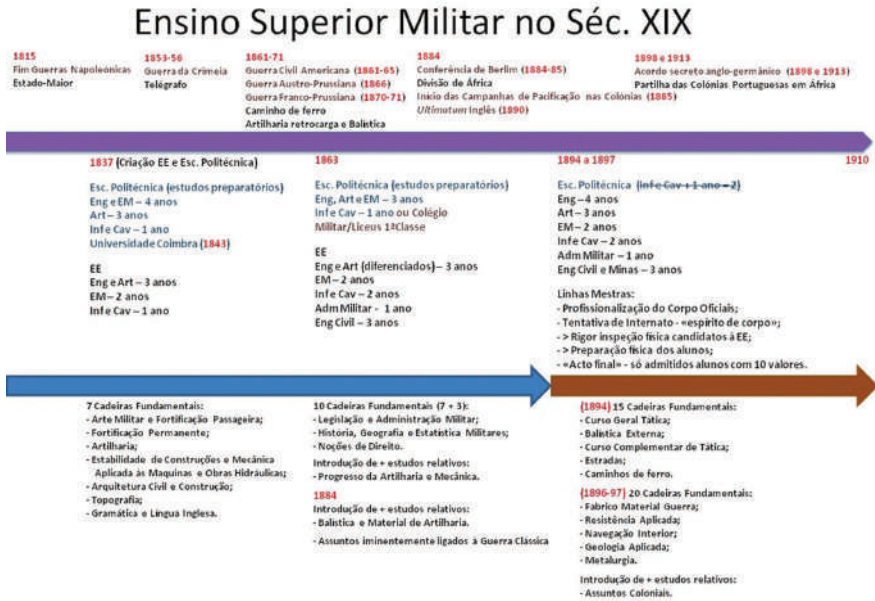 Ensino Superior Militar no Séc. XIX
1815
Fim Guerras Napoleónicas
Estado-Maior
1853-56
Guerra da Crimeia
Telégrafo
1861-71
Guerra Civil Americana (1861-65)
Guerra Austro-Prussiana (1866)
Guerra Franco-Prussiana (1870-71)
Caminho de ferro
Artilharia retrocarga e Balística
1884
Conferência de Berlim (1884-85)
Divisão de África
Início das Campanhas de Pacificação nas Colónias (1885)
Ultimatum Inglês (1890)
1898 e 1913
Acordo secreto anglo-germânico (1898 e 1913)
Partilha das Colónias Portuguesas em África
1837 (Criação EE e Esc. Politécnica)
Esc. Politécnica (estudos preparatórios)
Eng e EM – 4 anos
Art – 3 anos
Inf e Cav – 1 ano
Universidade Coimbra (1843)
EE
Eng e Art – 3 anos
EM – 2 anos
Inf e Cav – 1 ano
1863
Esc. Politécnica (estudos preparatórios)
Eng, Art e EM – 3 anos
Inf e Cav – 1 ano ou Colégio
Militar/Liceus 1ªClasse
EE
Eng e Art (diferenciados) – 3 anos
EM – 2 anos
Inf e Cav – 2 anos
Adm Militar - 1 ano
Eng Civil – 3 anos
1894 a 1897
1910
Esc. Politécnica (Inf e Cav + 1 ano = 2)
Eng – 4 anos
Art – 3 anos
EM – 2 anos
Inf e Cav – 2 anos
Adm Militar – 1 ano
Eng Civil e Minas – 3 anos
Linhas Mestras:
- Profissionalização do Corpo Oficiais;
- Tentativa de Internato - «espírito de corpo»;
- > Rigor inspeção física candidatos à EE;
- > Preparação física dos alunos;
- «Acto final» - só admitidos alunos com 10 valores.
7 Cadeiras Fundamentais:
- Arte Militar e Fortificação Passageira;
- Fortificação Permanente;
- Artilharia;
- Estabilidade de Construções e Mecânica
Aplicada às Maquinas e Obras Hidráulicas;
- Arquitetura Civil e Construção;
- Topografia;
- Gramática e Língua Inglesa.
10 Cadeiras Fundamentais (7 + 3):
- Legislação e Administração Militar;
- História, Geografia e Estatística Militares;
- Noções de Direito.
Introdução de + estudos relativos:
- Progresso da Artilharia e Mecânica.
1884
Introdução de + estudos relativos:
- Balística e Material de Artilharia.
- Assuntos iminentemente ligados à Guerra Clássica
(1894) 15 Cadeiras Fundamentais:
- Curso Geral Tática;
- Balística Externa;
- Curso Complementar de Tática;
- Estradas;
- Caminhos de ferro.
(1896-97) 20 Cadeiras Fundamentais:
- Fabrico Material Guerra;
- Resistência Aplicada;
- Navegação Interior;
- Geologia Aplicada;
- Metalurgia.
Introdução de + estudos relativos:
- Assuntos Coloniais.